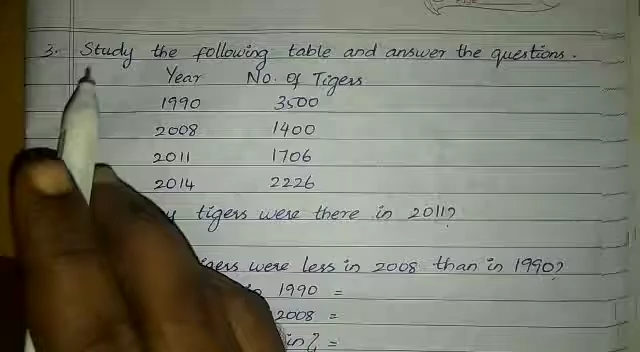 3. Study the following table and answer the questions.
Year No. of Tigers
1990 3500
2008 1400
2011 1706
2014 2226
tigers were there in 2011?
were less in 2008 than in 1990?
1990 =
2008 =
in } =